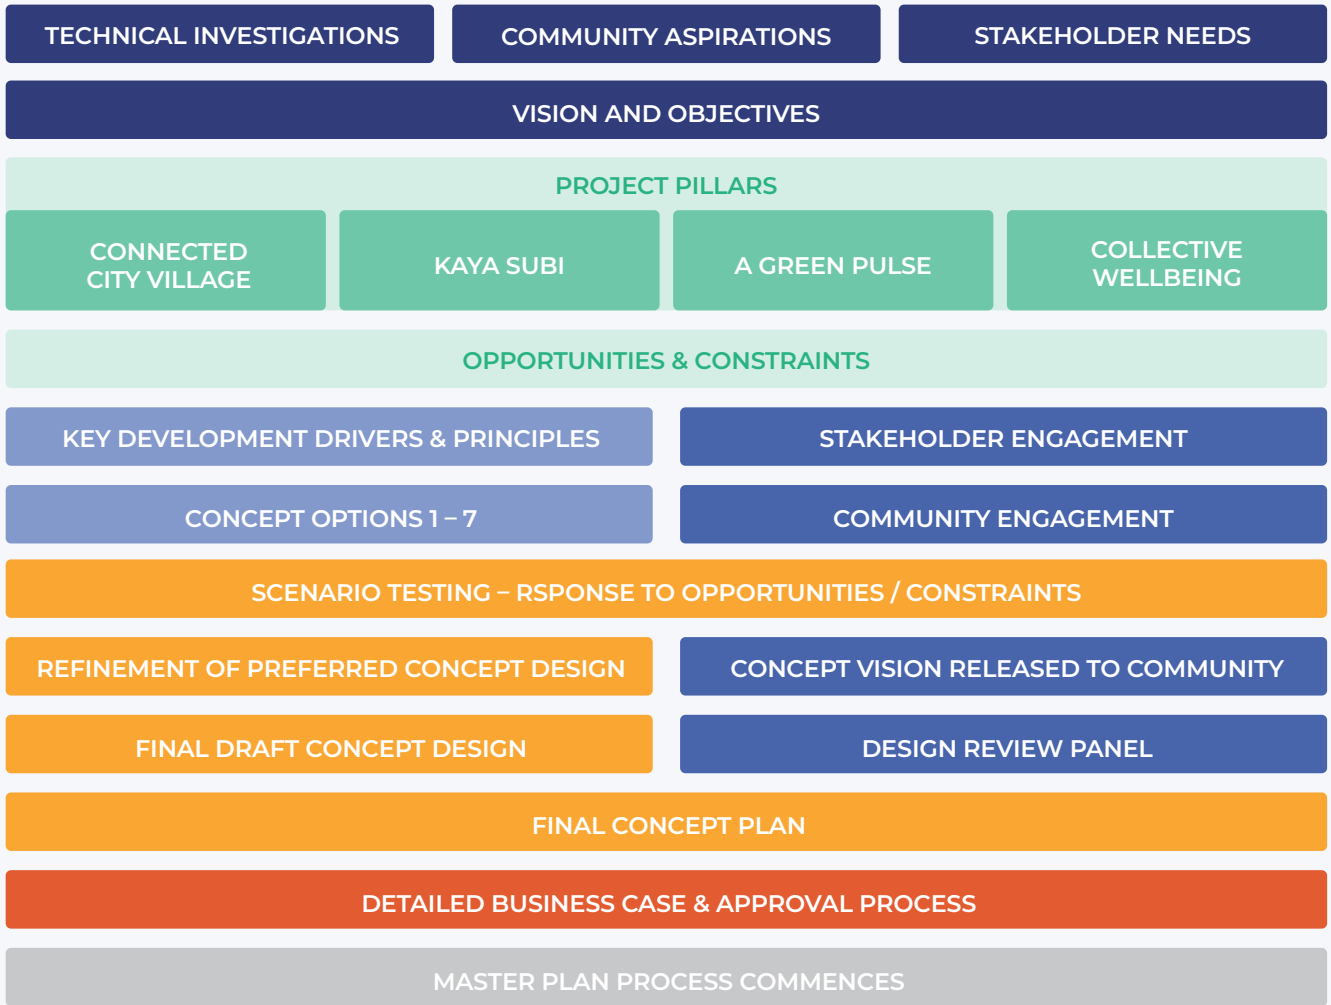 TECHNICAL INVESTIGATIONS
COMMUNITY ASPIRATIONS
STAKEHOLDER NEEDS
VISION AND OBJECTIVES
PROJECT PILLARS
CONNECTED
CITY VILLAGE
KAYA SUBI
A GREEN PULSE
COLLECTIVE
WELLBEING
OPPORTUNITIES & CONSTRAINTS
KEY DEVELOPMENT DRIVERS & PRINCIPLES
STAKEHOLDER ENGAGEMENT
CONCEPT OPTIONS 1 – 7
COMMUNITY ENGAGEMENT
SCENARIO TESTING – RSPONSE TO OPPORTUNITIES / CONSTRAINTS
REFINEMENT OF PREFERRED CONCEPT DESIGN
CONCEPT VISION RELEASED TO COMMUNITY
FINAL DRAFT CONCEPT DESIGN
DESIGN REVIEW PANEL
FINAL CONCEPT PLAN
DETAILED BUSINESS CASE & APPROVAL PROCESS
MASTER PLAN PROCESS COMMENCES